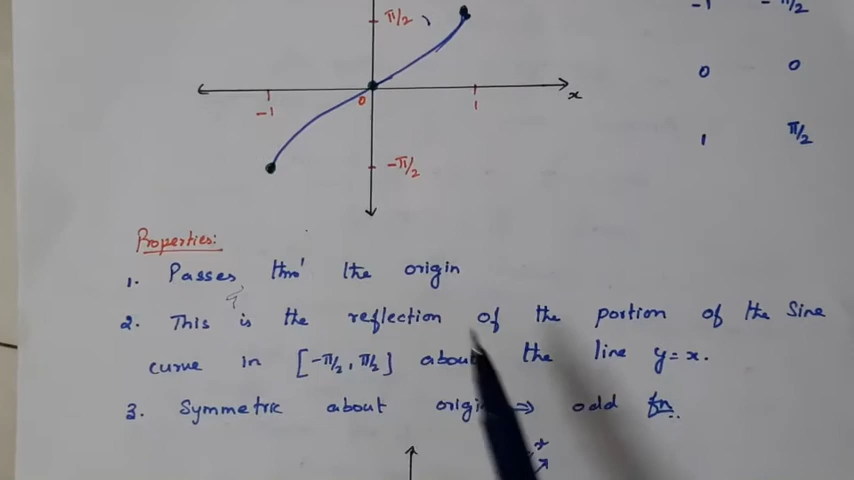 -1 -π/2
π/2
0 0
-1 0 1 x
1 π/2
-π/2
Properties:
1. Passes thro' the origin
2. This is the reflection of the portion of the Sine
curve in [-π/2, π/2] about the line y=x.
3. Symmetric about origin ⇒ odd fn.
x